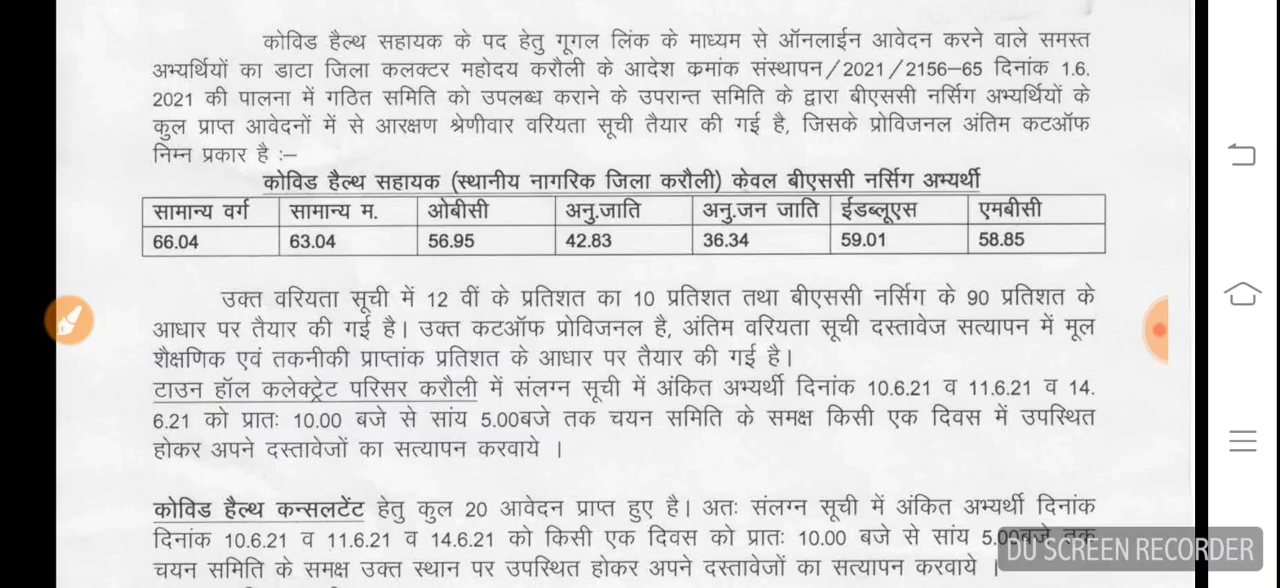 कोविड हैल्थ सहायक के पद हेतु गूगल लिंक के माध्यम से ऑनलाईन आवेदन करने वाले समस्त
अभ्यर्थियों का डाटा जिला कलक्टर महोदय करौली के आदेश कमांक संस्थापन/2021/2156–65 दिनांक 1.6.
2021 की पालना में गठित समिति को उपलब्ध कराने के उपरान्त समिति के द्वारा बीएससी नर्सिग अभ्यर्थियों के
कुल प्राप्त आवेदनों में से आरक्षण श्रेणीवार वरियता सूची तैयार की गई है, जिसके प्रोविजनल अंतिम कटऑफ
निम्न प्रकार है :–
कोविड हैल्थ सहायक (स्थानीय नागरिक जिला करौली) केवल बीएससी नर्सिग अभ्यर्थी
सामान्य वर्ग सामान्य म. ओबीसी अनु.जाति अनु.जन जाति ईडब्लूएस एमबीसी
66.04 63.04 56.95 42.83 36.34 59.01 58.85
उक्त वरियता सूची में 12 वीं के प्रतिशत का 10 प्रतिशत तथा बीएससी नर्सिग के 90 प्रतिशत के
आधार पर तैयार की गई है। उक्त कटऑफ प्रोविजनल है, अंतिम वरियता सूची दस्तावेज सत्यापन में मूल
शैक्षणिक एवं तकनीकी प्राप्तांक प्रतिशत के आधार पर तैयार की गई है।
टाउन हॉल कलेक्ट्रेट परिसर करौली में संलग्न सूची में अंकित अभ्यर्थी दिनांक 10.6.21 व 11.6.21 व 14.
6.21 को प्रातः 10.00 बजे से सांय 5.00बजे तक चयन समिति के समक्ष किसी एक दिवस में उपस्थित
होकर अपने दस्तावेजों का सत्यापन करवाये ।
कोविड हैल्थ कन्सलटेंट हेतु कुल 20 आवेदन प्राप्त हुए है। अतः संलग्न सूची में अंकित अभ्यर्थी दिनांक
दिनांक 10.6.21 व 11.6.21 व 14.6.21 को किसी एक दिवस को प्रातः 10.00 बजे से सांय 5.00बजे तक
चयन समिति के समक्ष उक्त स्थान पर उपस्थित होकर अपने दस्तावेजों का सत्यापन करवाये ।
DU SCREEN RECORDER